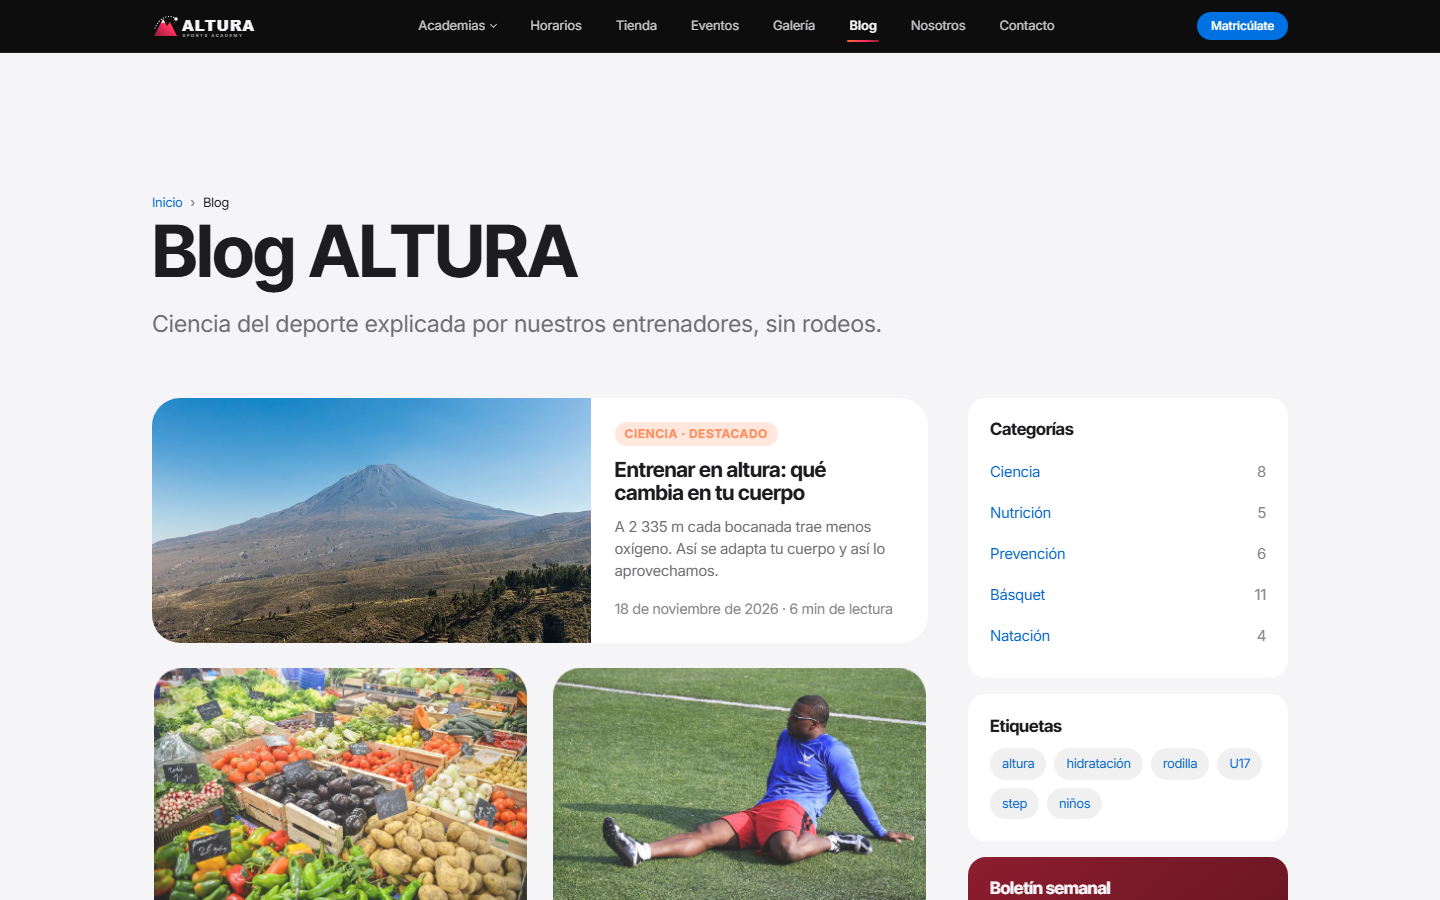 ALTURA
SPORTS ACADEMY
Academias
Horarios
Tienda
Eventos
Galería
Blog
Nosotros
Contacto
Matricúlate
Inicio › Blog
Blog ALTURA
Ciencia del deporte explicada por nuestros entrenadores, sin rodeos.
CIENCIA · DESTACADO
Entrenar en altura: qué
cambia en tu cuerpo
A 2 335 m cada bocanada trae menos
oxígeno. Así se adapta tu cuerpo y así lo
aprovechamos.
18 de noviembre de 2026 · 6 min de lectura
Categorías
Ciencia 8
Nutrición 5
Prevención 6
Básquet 11
Natación 4
Etiquetas
altura
hidratación
rodilla
U17
step
niños
Boletín semanal